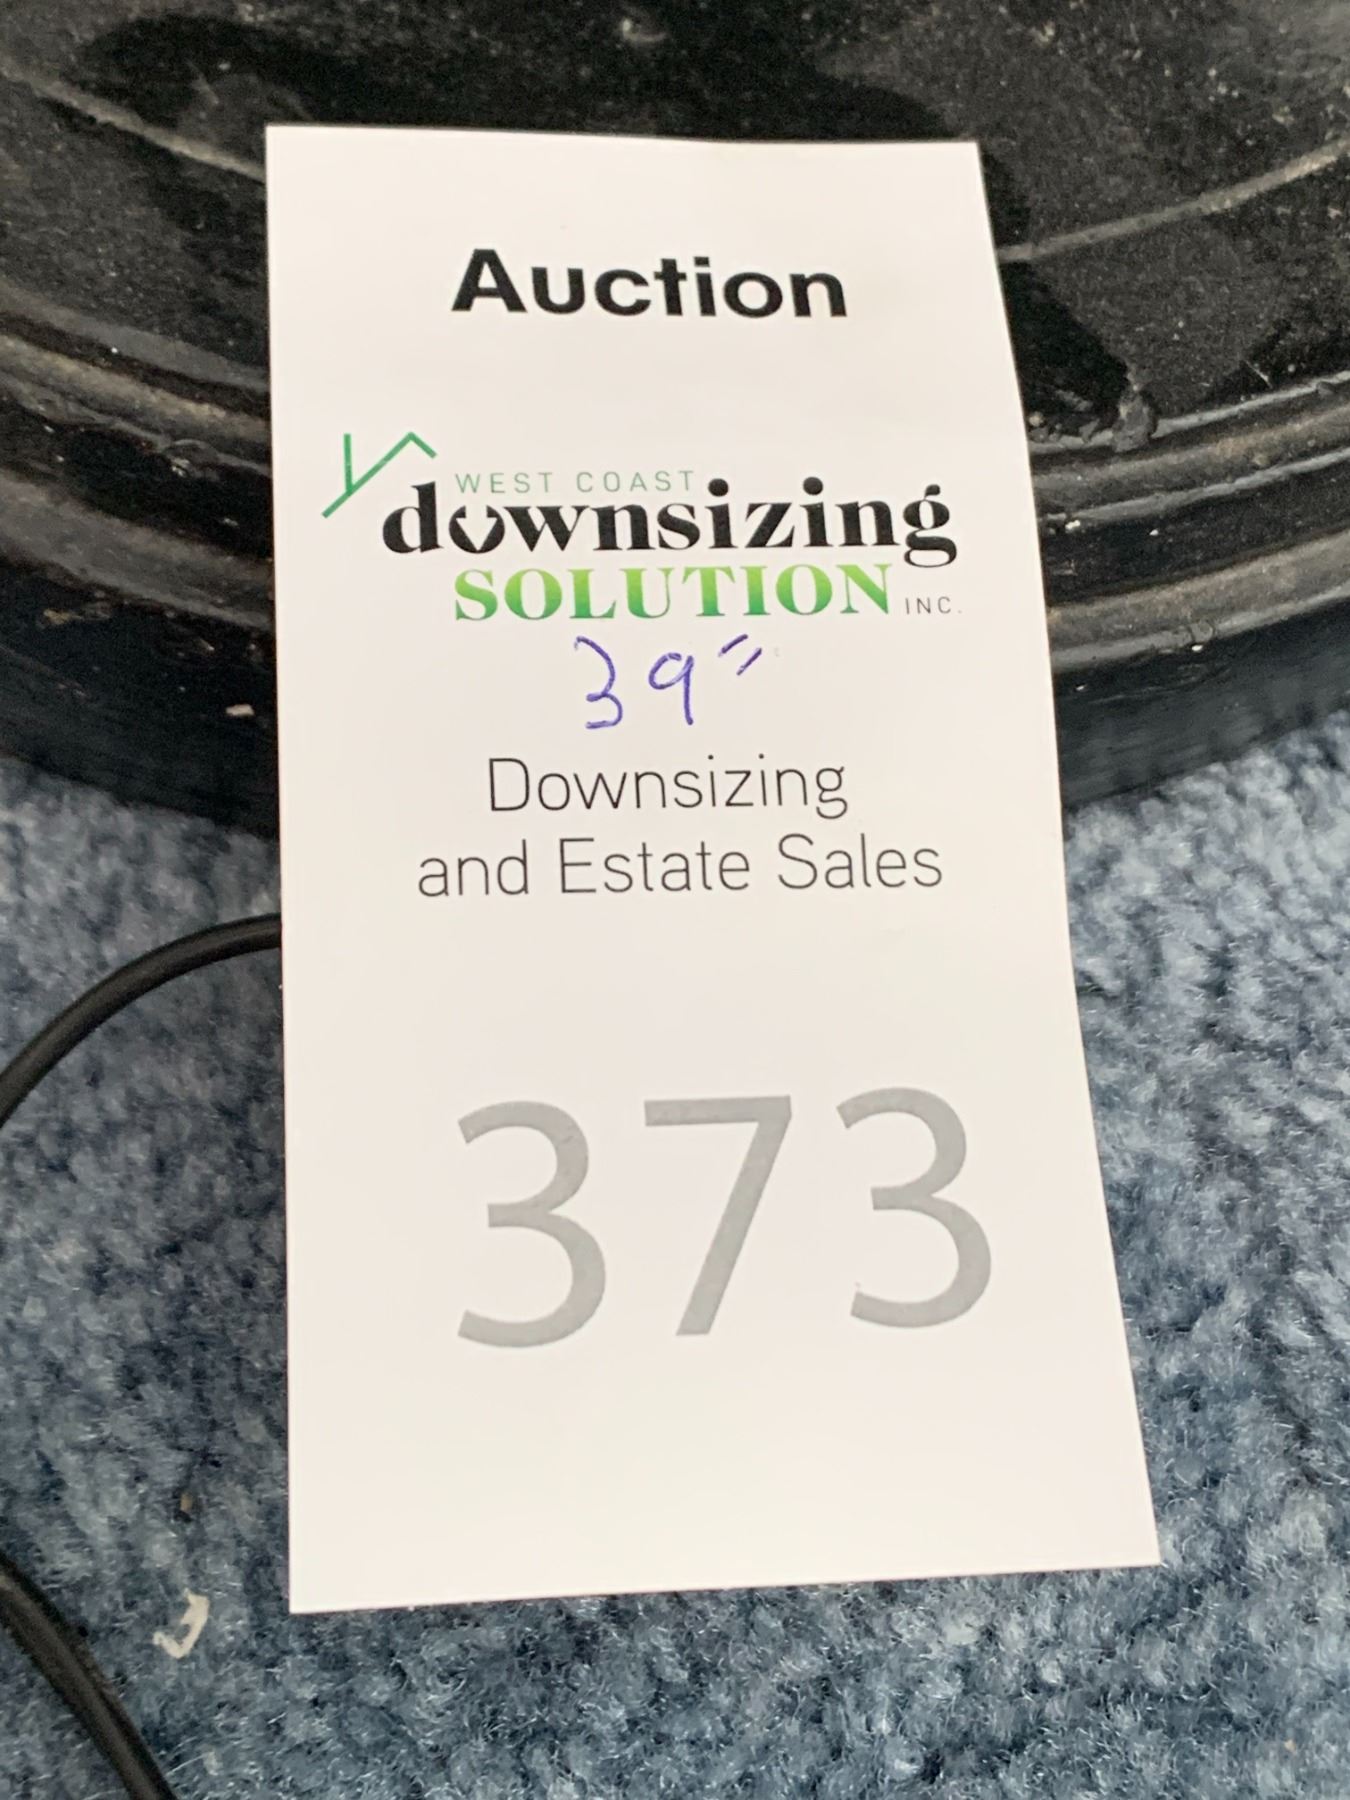 Auction
WEST COAST
downsizing
SOLUTION INC.
39"
Downsizing
and Estate Sales
373